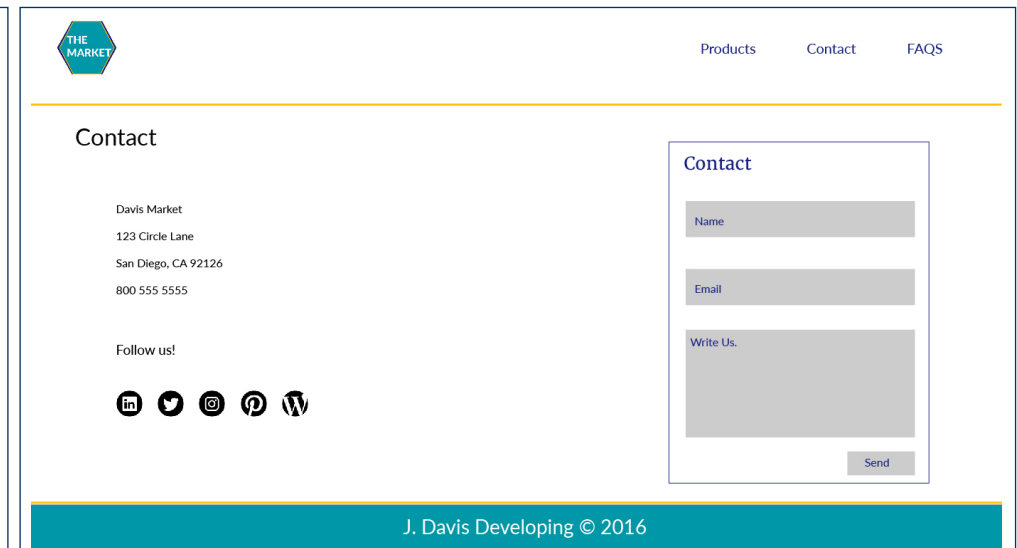 THE
MARKET
Products Contact FAQS
Contact
Davis Market
123 Circle Lane
San Diego, CA 92126
800 555 5555
Follow us!
in
Contact
Name
Email
Write Us.
Send
J. Davis Developing © 2016